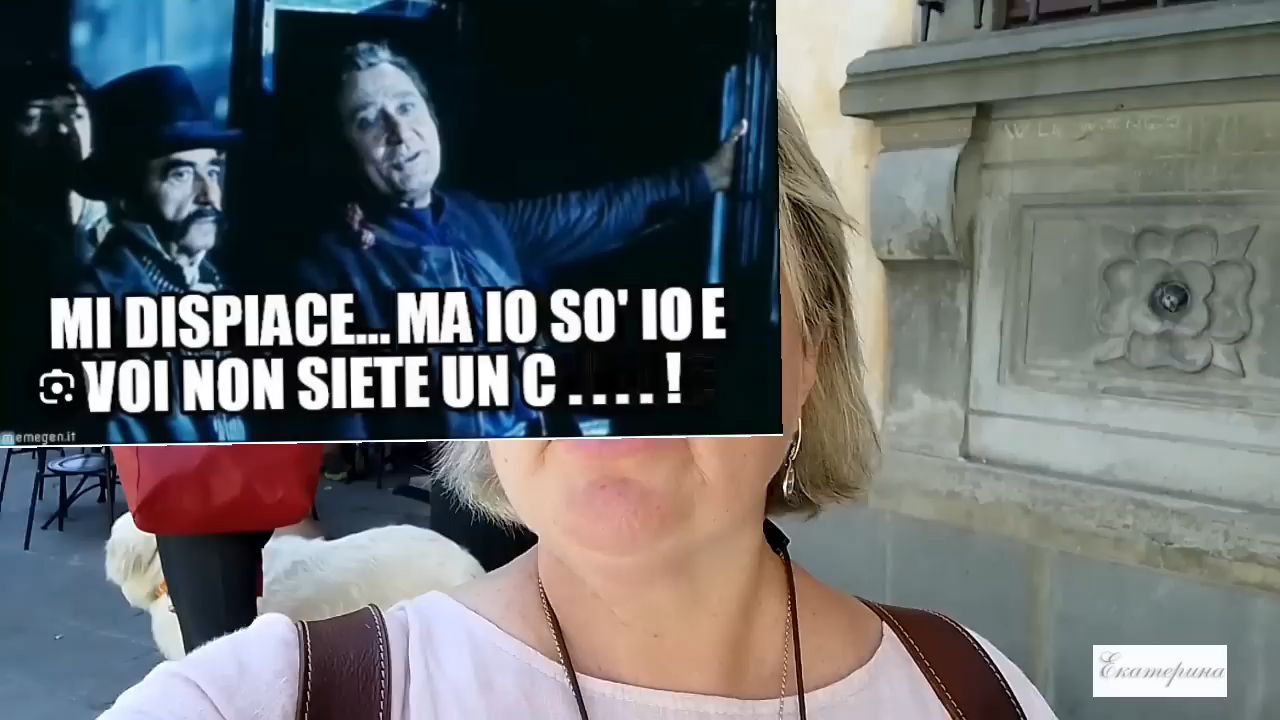 MI DISPIACE... MA IO SO' IO E
VOI NON SIETE UN C . . . . !
memegen.it
Екатерина